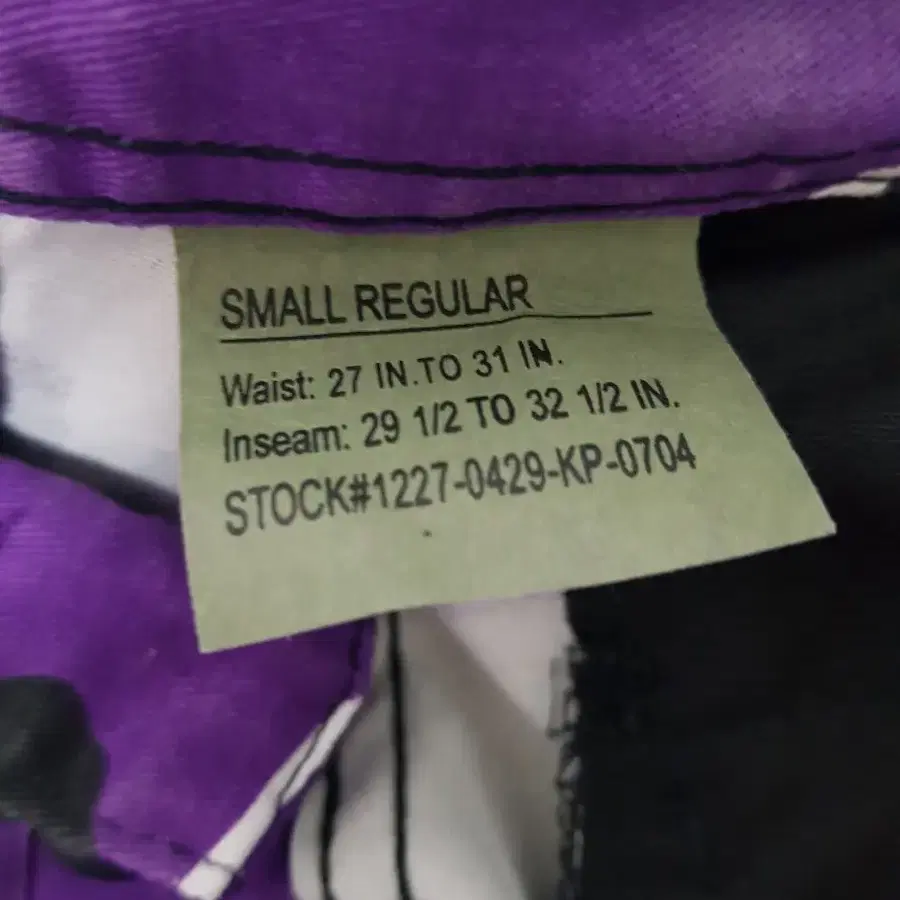 SMALL REGULAR
Waist: 27 IN.TO 31 IN.
Inseam: 29 1/2 TO 32 1/2 IN.
STOCK#1227-0429-KP-0704